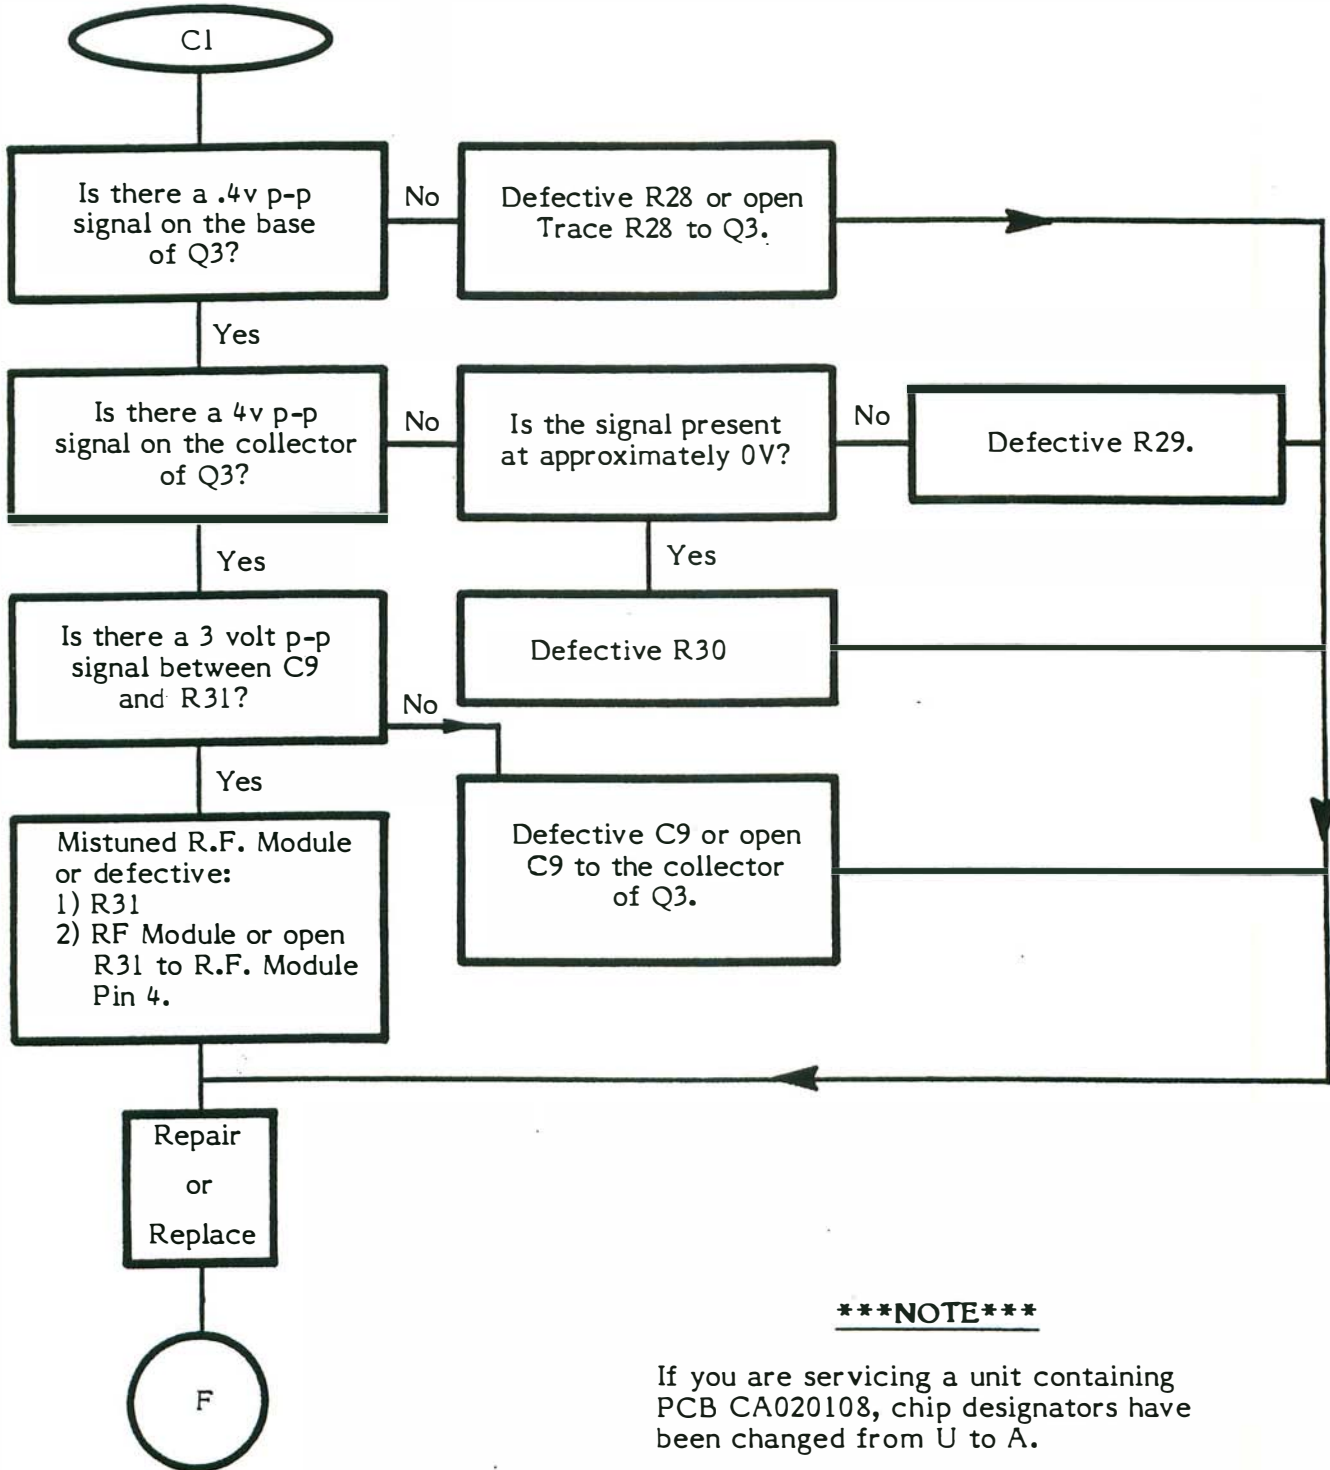 C1
Is there a .4v p-p
signal on the base
of Q3?
No
Defective R28 or open
Trace R28 to Q3.
Yes
Is there a 4v p-p
signal on the collector
of Q3?
No
Is the signal present
at approximately 0V?
No
Defective R29.
Yes
Yes
Is there a 3 volt p-p
signal between C9
and R31?
Defective R30
No
Yes
Mistuned R.F. Module
or defective:
1) R31
2) RF Module or open
R31 to R.F. Module
Pin 4.
Defective C9 or open
C9 to the collector
of Q3.
Repair
or
Replace
F
***NOTE***
If you are servicing a unit containing
PCB CA020108, chip designators have
been changed from U to A.